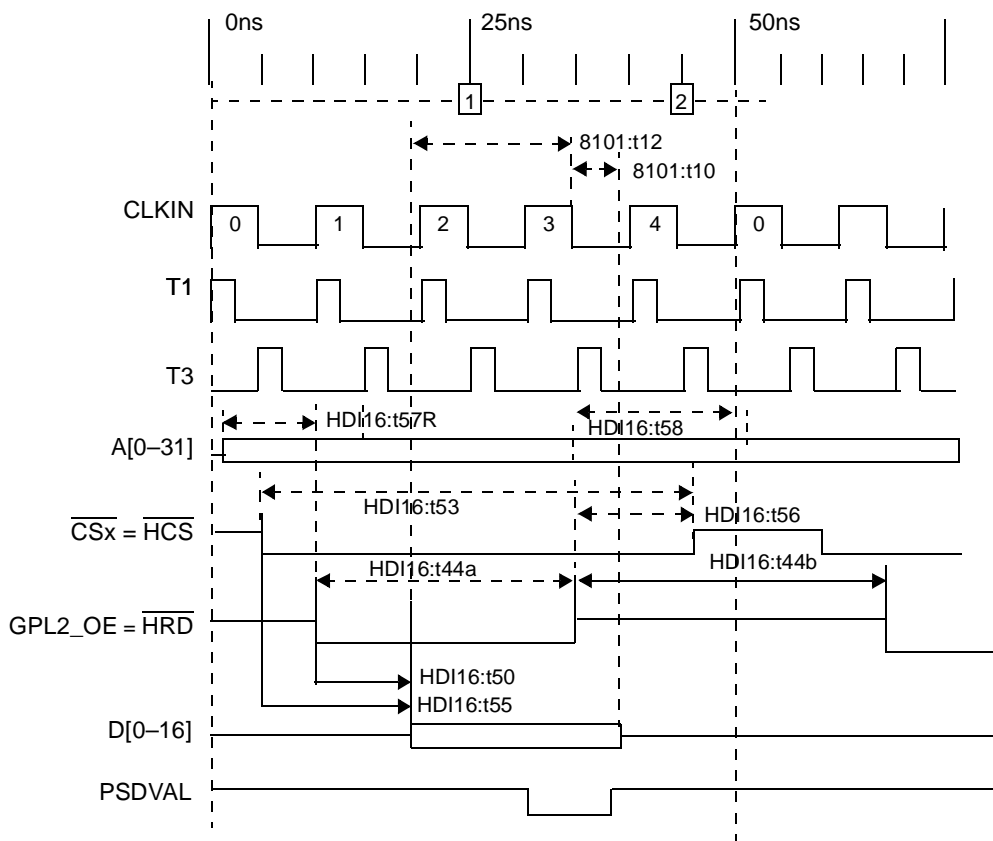 0ns 25ns 50ns
1 2
8101:t12
8101:t10
CLKIN 0 1 2 3 4 0
T1
T3
HDI16:t57R HDI16:t58
A[0–31]
HDI16:t53
CSx = HCS HDI16:t56
HDI16:t44a HDI16:t44b
GPL2_OE = HRD
HDI16:t50
HDI16:t55
D[0–16]
PSDVAL